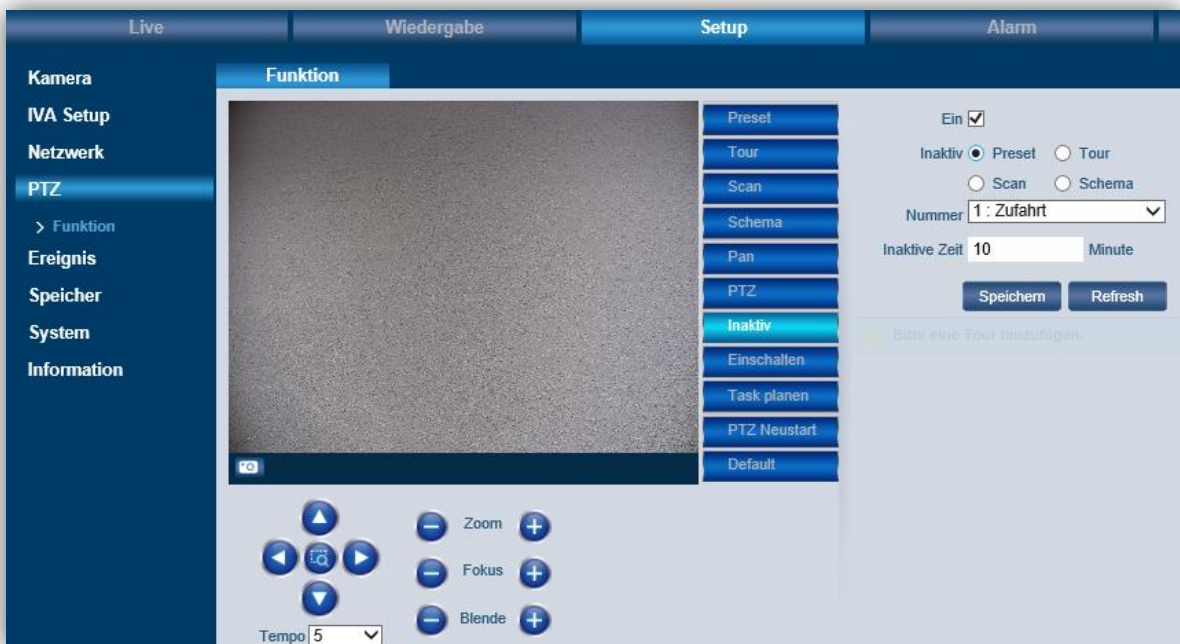 Live
Wiedergabe
Setup
Alarm
Kamera
IVA Setup
Netzwerk
PTZ
Funktion
Ereignis
Speicher
System
Information
Funktion
Preset
Tour
Scan
Schema
Pan
PTZ
Inaktiv
Einschalten
Task planen
PTZ Neustart
Default
Ein
Inaktiv Preset Tour
Scan Schema
Nummer 1 : Zufahrt
Inaktive Zeit 10 Minute
Speichern Refresh
Bitte eine Tour hinzufügen.
Zoom
Fokus
Blende
Tempo 5